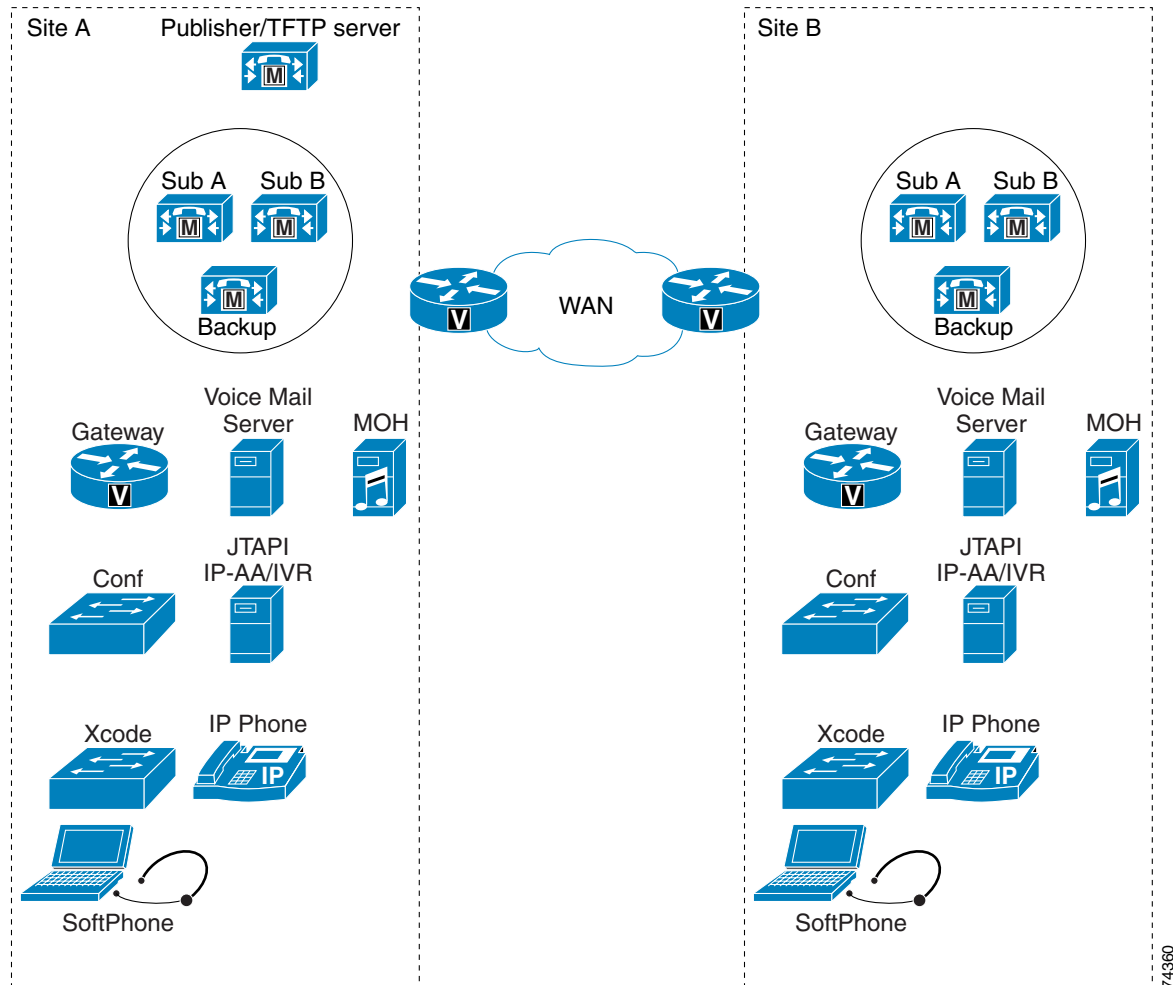 Site A
Publisher/TFTP server
M
Sub A
Sub B
M
M
M
Backup
Gateway
V
Voice Mail
Server
MOH
Conf
JTAPI
IP-AA/IVR
Xcode
IP Phone
IP
SoftPhone
V
WAN
V
Site B
Sub A
Sub B
M
M
M
Backup
Gateway
V
Voice Mail
Server
MOH
Conf
JTAPI
IP-AA/IVR
Xcode
IP Phone
IP
SoftPhone
74360